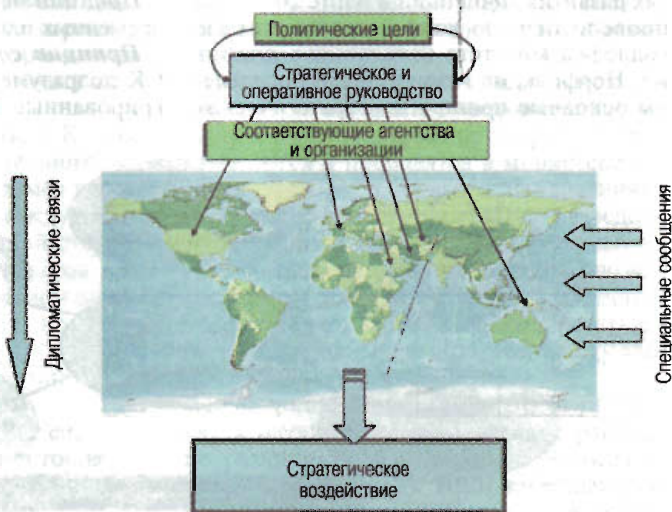 Политические цели
Стратегическое и
оперативное руководство
Соответствующие агентства
и организации
Дипломатические связи
Специальные сообщения
Стратегическое
воздействие